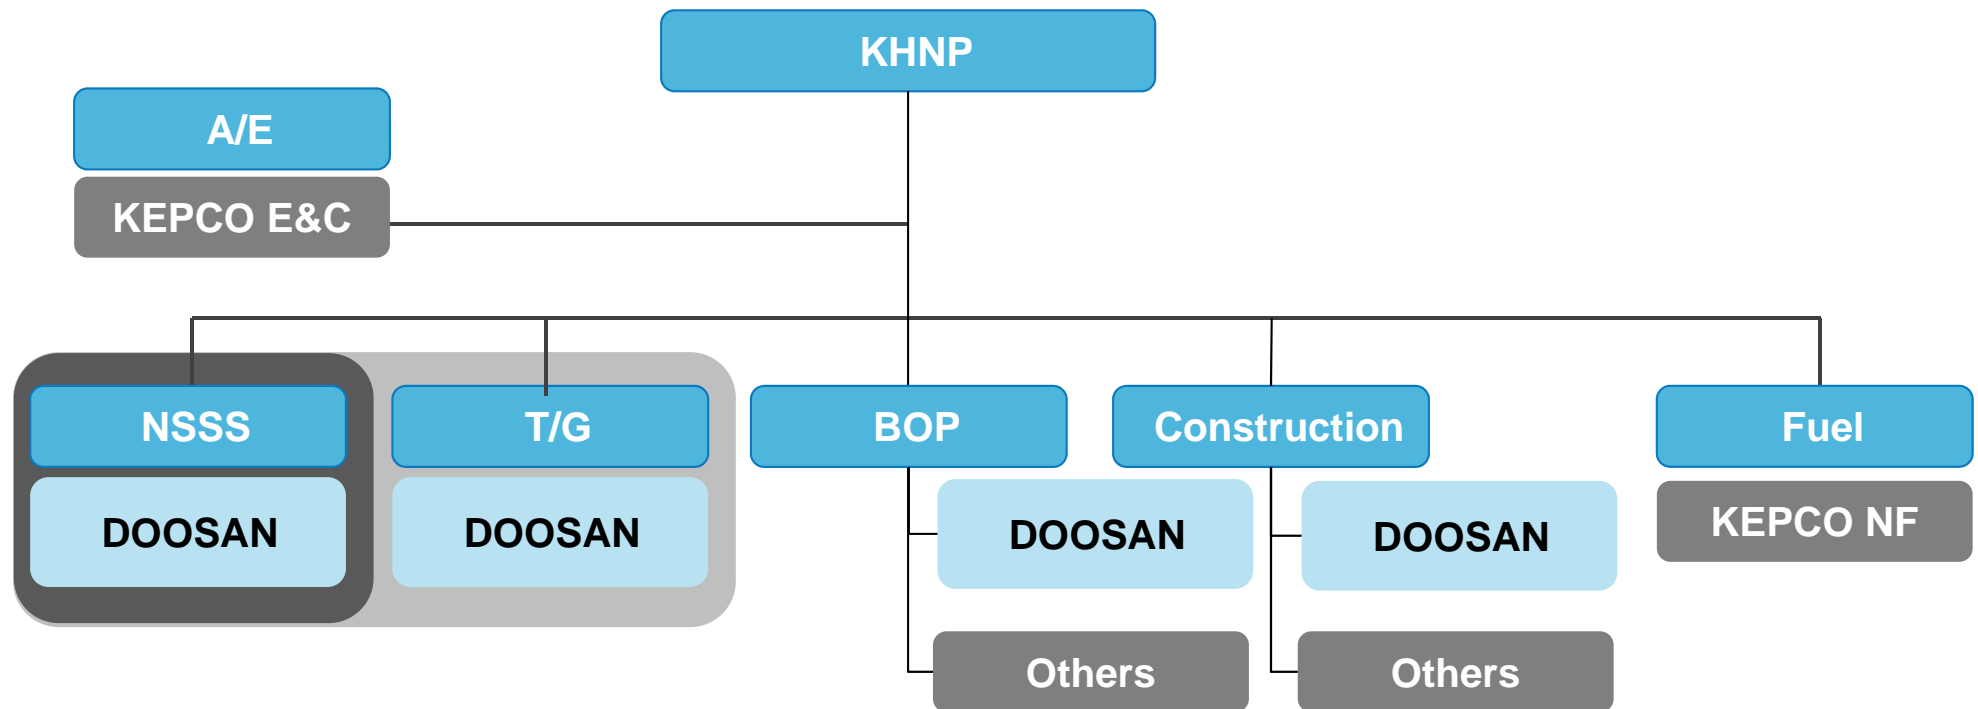 KHNP
A/E
KEPCO E&C
NSSS
T/G
BOP
Construction
Fuel
DOOSAN
DOOSAN
DOOSAN
DOOSAN
KEPCO NF
Others
Others